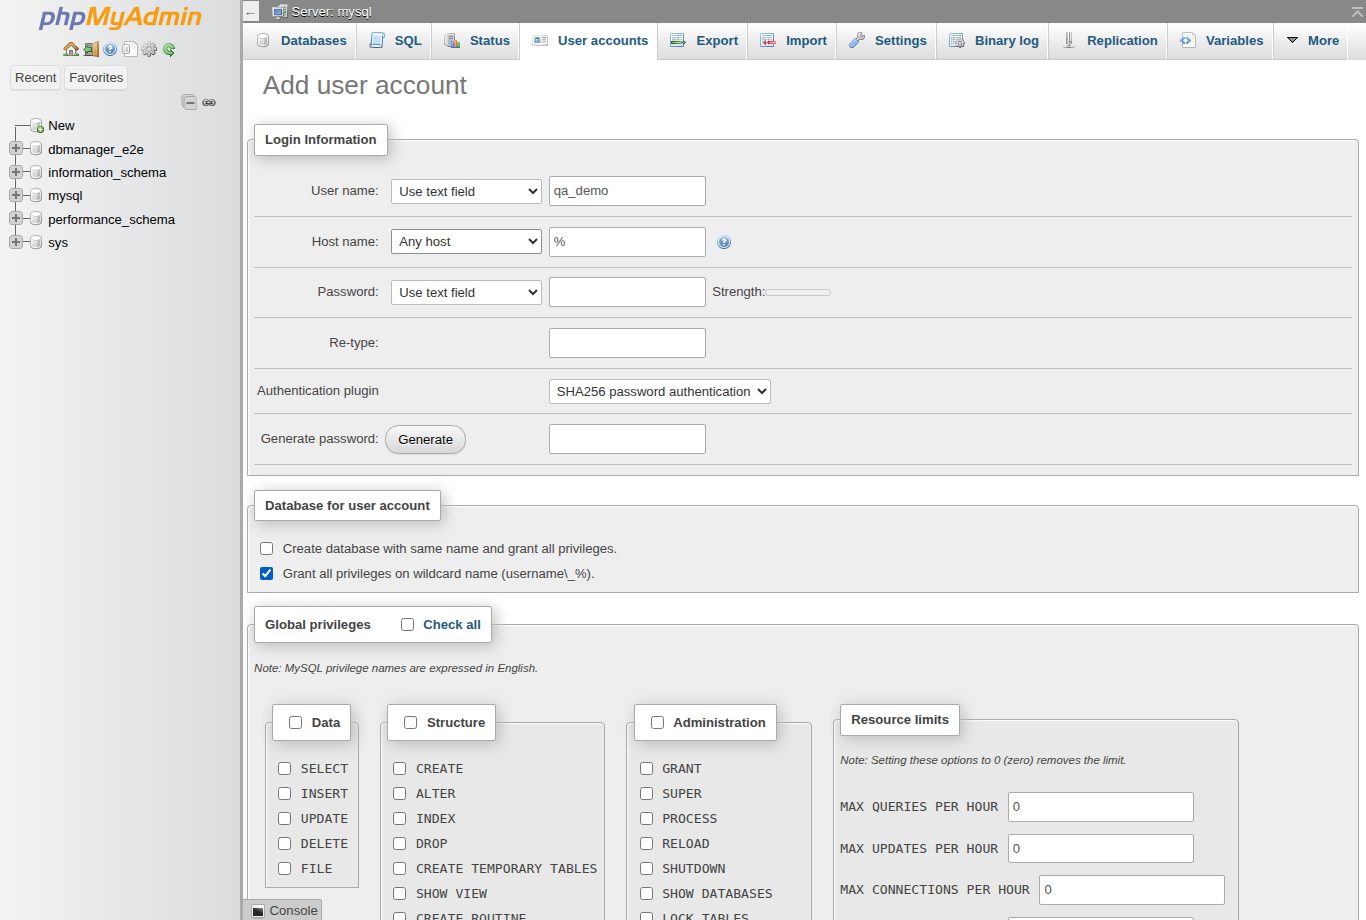 phpMyAdmin
Recent Favorites
New
dbmanager_e2e
information_schema
mysql
performance_schema
sys
← Server: mysql
Databases SQL Status User accounts Export Import Settings Binary log Replication Variables More
Add user account
Login Information
User name: Use text field qa_demo
Host name: Any host %
Password: Use text field Strength:
Re-type:
Authentication plugin SHA256 password authentication
Generate password: Generate
Database for user account
Create database with same name and grant all privileges.
Grant all privileges on wildcard name (username\_%).
Global privileges Check all
Note: MySQL privilege names are expressed in English.
Data
SELECT
INSERT
UPDATE
DELETE
FILE
Structure
CREATE
ALTER
INDEX
DROP
CREATE TEMPORARY TABLES
SHOW VIEW
CREATE ROUTINE
Administration
GRANT
SUPER
PROCESS
RELOAD
SHUTDOWN
SHOW DATABASES
LOCK TABLES
Resource limits
Note: Setting these options to 0 (zero) removes the limit.
MAX QUERIES PER HOUR 0
MAX UPDATES PER HOUR 0
MAX CONNECTIONS PER HOUR 0
Console